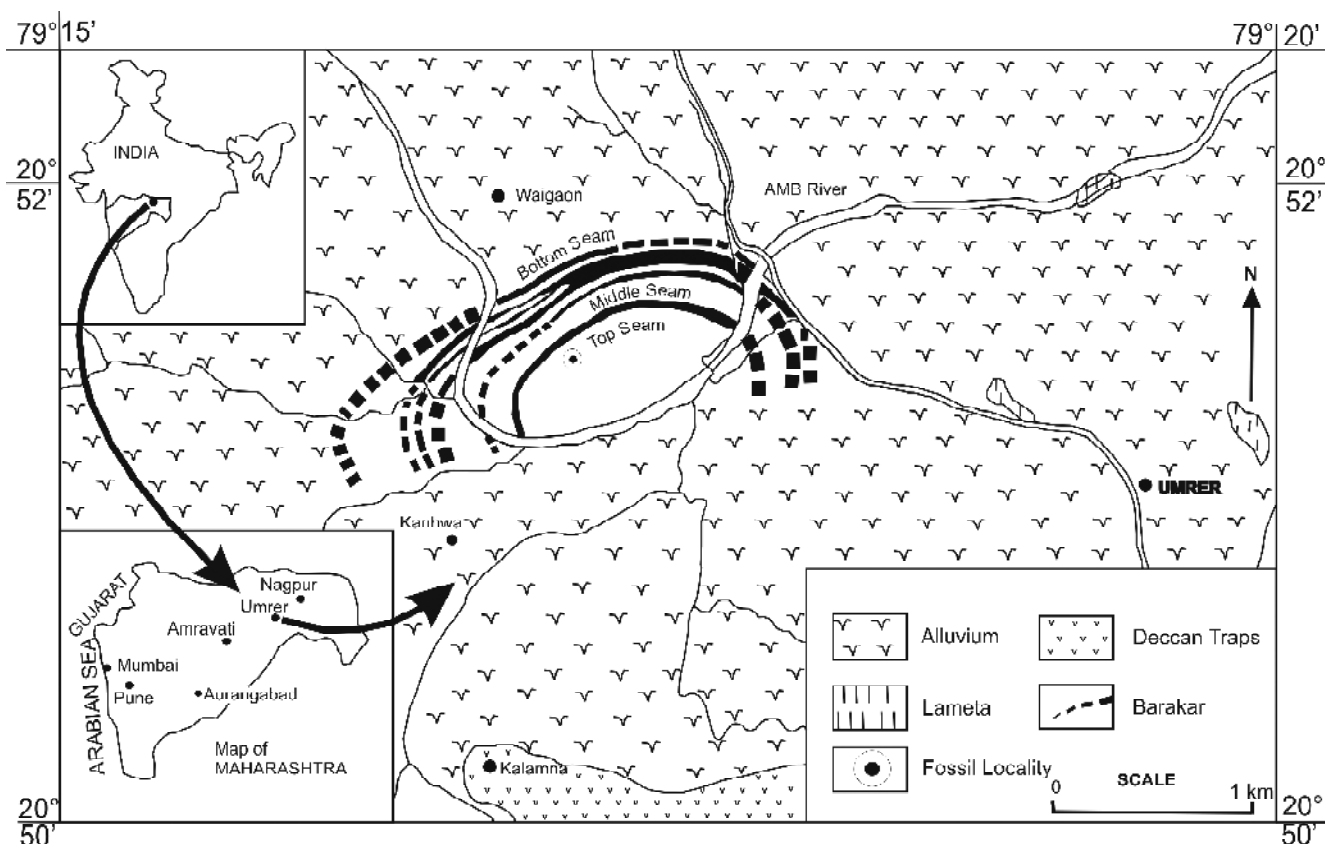 79° 15'
79° 20'
INDIA
20°
52'
20°
52'
Waigaon
AMB River
Bottom Seam
Middle Seam
Top Seam
N
UMRER
Kanhwa
GUJARAT
Nagpur
Umrer
Amravati
ARABIAN SEA
Mumbai
Pune
Aurangabad
Map of
MAHARASHTRA
Kalamna
Alluvium
Deccan Traps
Lameta
Barakar
Fossil Locality
SCALE
0
1 km
20°
50'
20°
50'